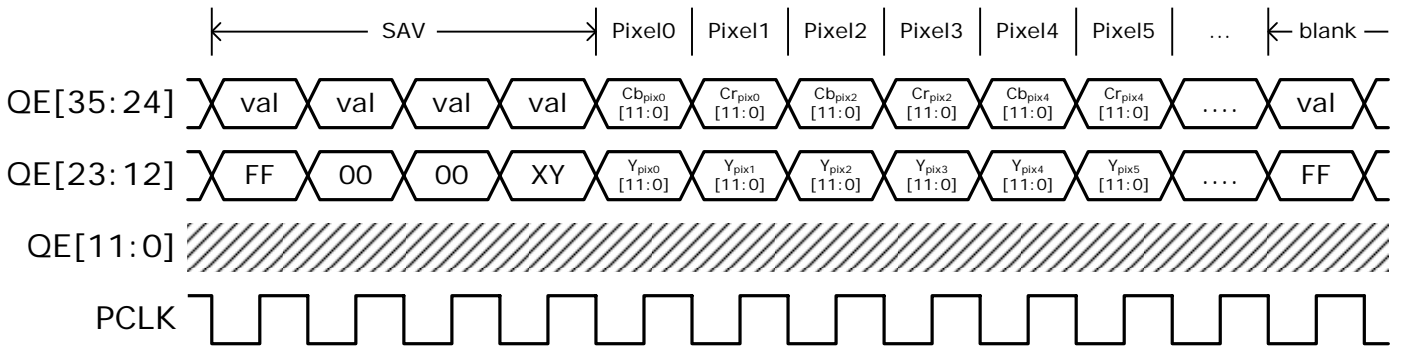 SAV Pixel0 Pixel1 Pixel2 Pixel3 Pixel4 Pixel5 ... blank
QE[35:24] val val val val Cbpix0 [11:0] Crpix0 [11:0] Cbpix2 [11:0] Crpix2 [11:0] Cbpix4 [11:0] Crpix4 [11:0] .... val
QE[23:12] FF 00 00 XY Ypix0 [11:0] Ypix1 [11:0] Ypix2 [11:0] Ypix3 [11:0] Ypix4 [11:0] Ypix5 [11:0] .... FF
QE[11:0]
PCLK